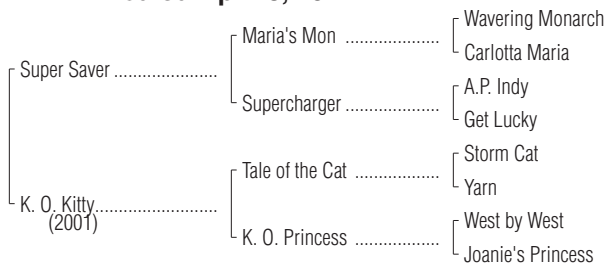 Wavering Monarch
Maria's Mon ...................
Carlotta Maria
Super Saver .....................
A.P. Indy
Supercharger ...................
Get Lucky
Storm Cat
Tale of the Cat .................
Yarn
K. O. Kitty.........................
(2001)
West by West
K. O. Princess .................
Joanie's Princess